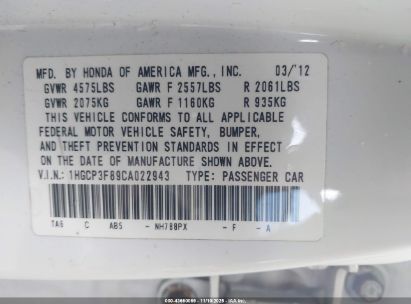 MFD. BY HONDA OF AMERICA MFG., INC. 03/'12
GVWR 4575LBS GAWR F 2557LBS R 2061LBS
GVWR 2075KG GAWR F 1160KG R 935KG
THIS VEHICLE CONFORMS TO ALL APPLICABLE
FEDERAL MOTOR VEHICLE SAFETY, BUMPER,
AND THEFT PREVENTION STANDARDS IN EFFECT ON
THE DATE OF MANUFACTURE SHOWN ABOVE.
V.I.N.: 1HGCP3F89CA022943 TYPE: PASSENGER CAR
TA6 C AB5 - NH788PX - F - A